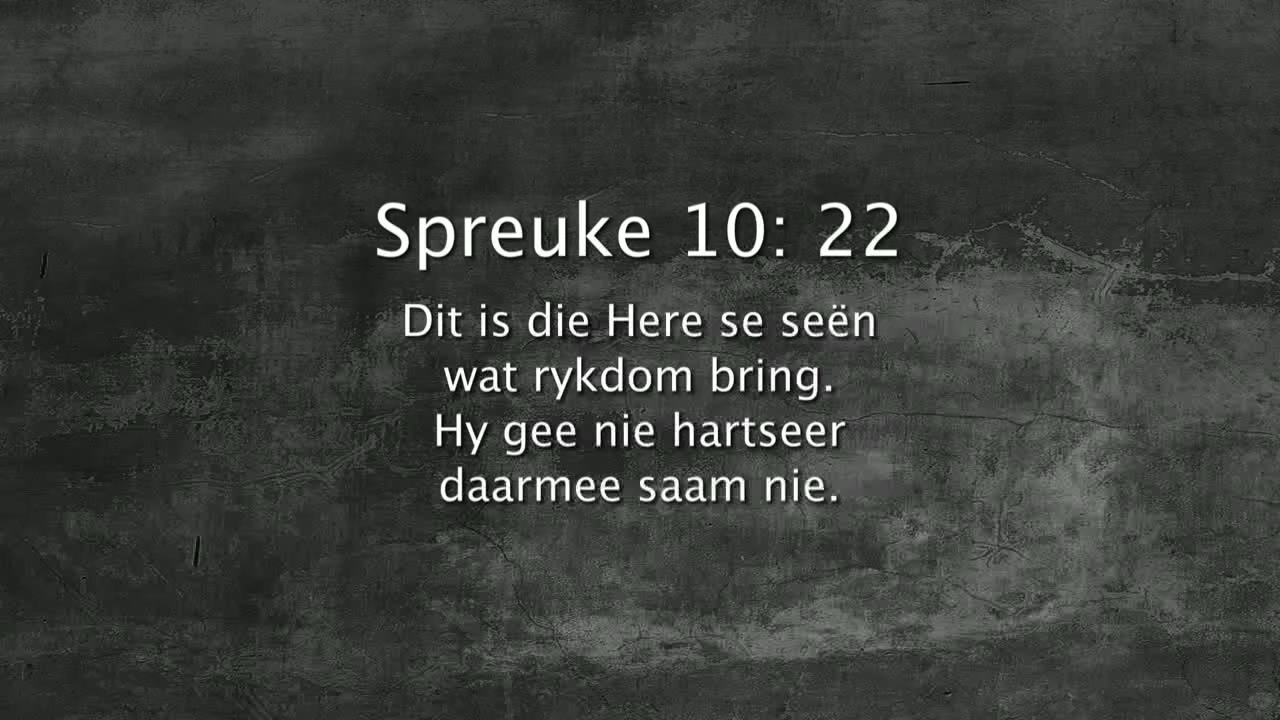 Spreuke 10: 22
Dit is die Here se seën
wat rykdom bring.
Hy gee nie hartseer
daarmee saam nie.